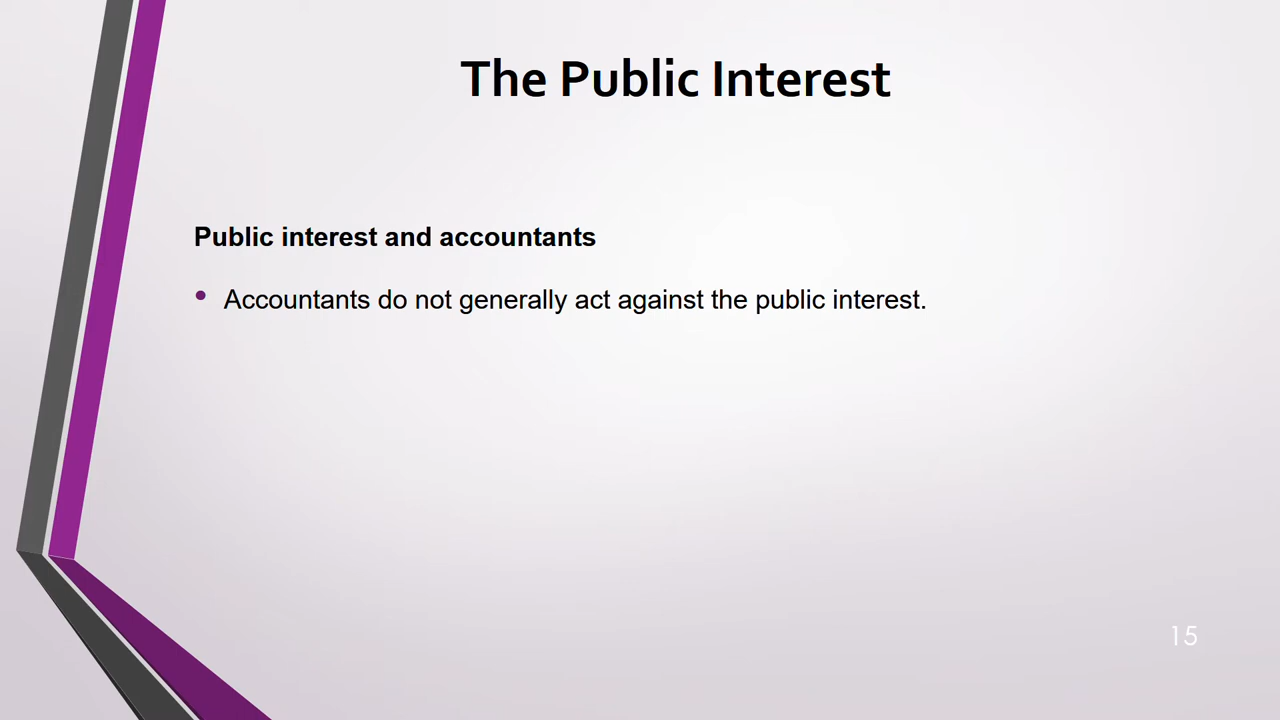 The Public Interest
Public interest and accountants
• Accountants do not generally act against the public interest.
15